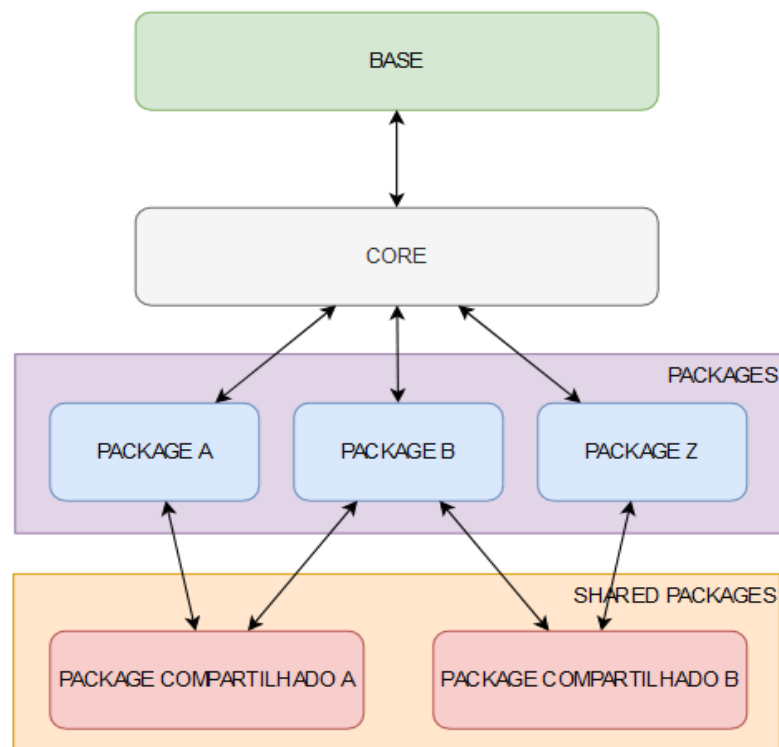 BASE
CORE
PACKAGES
PACKAGE A
PACKAGE B
PACKAGE Z
SHARED PACKAGES
PACKAGE COMPARTILHADO A
PACKAGE COMPARTILHADO B